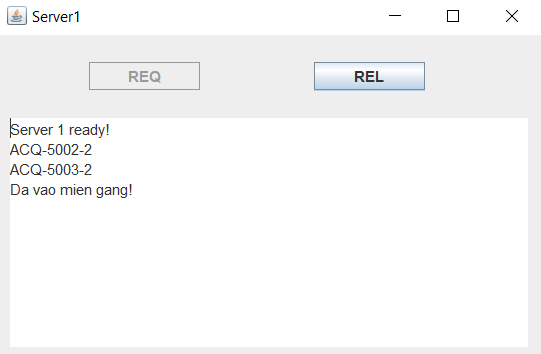 Server1
REQ
REL
Server 1 ready!
ACQ-5002-2
ACQ-5003-2
Da vao mien gang!